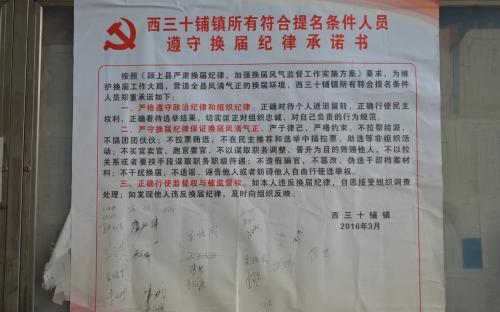 西三十铺镇所有符合提名条件人员
遵守换届纪律承诺书
按照《颍上县严肃换届纪律，加强换届风气监督工作实施方案》要求，为维
护换届工作大局，营造全县风清气正的换届环境，西三十铺镇所有符合提名条件
人员郑重承诺如下：
一、严格遵守政治纪律和组织纪律。正确对待个人进退留转，正确行使民主
权利，正确看待选举结果，切实做正对组织忠诚、对自己负责的行为规范。
二、严守换届纪律保证换届风清气正。严于律己，严格约束。不拉帮结派，
不搞团团伙伙；不拉票贿选，不在民主推荐和选举中搞拉票、助选等非组织活
动；不买官卖官、跑官要官，不以谋取职务调整、晋升为目的贿赂他人，不以拉
关系或者要挟手段谋取职务职级待遇；不造假骗官，不篡改、伪造干部档案材
料；不干扰换届，不造谣、诬告他人或者妨碍他人自由行使选举权。
三、正确行使监督权与被监督权。如本人违反换届纪律，自愿接受组织调查
处理；如发现他人违反换届纪律，及时向组织反映。
西三十铺镇
2016年3月